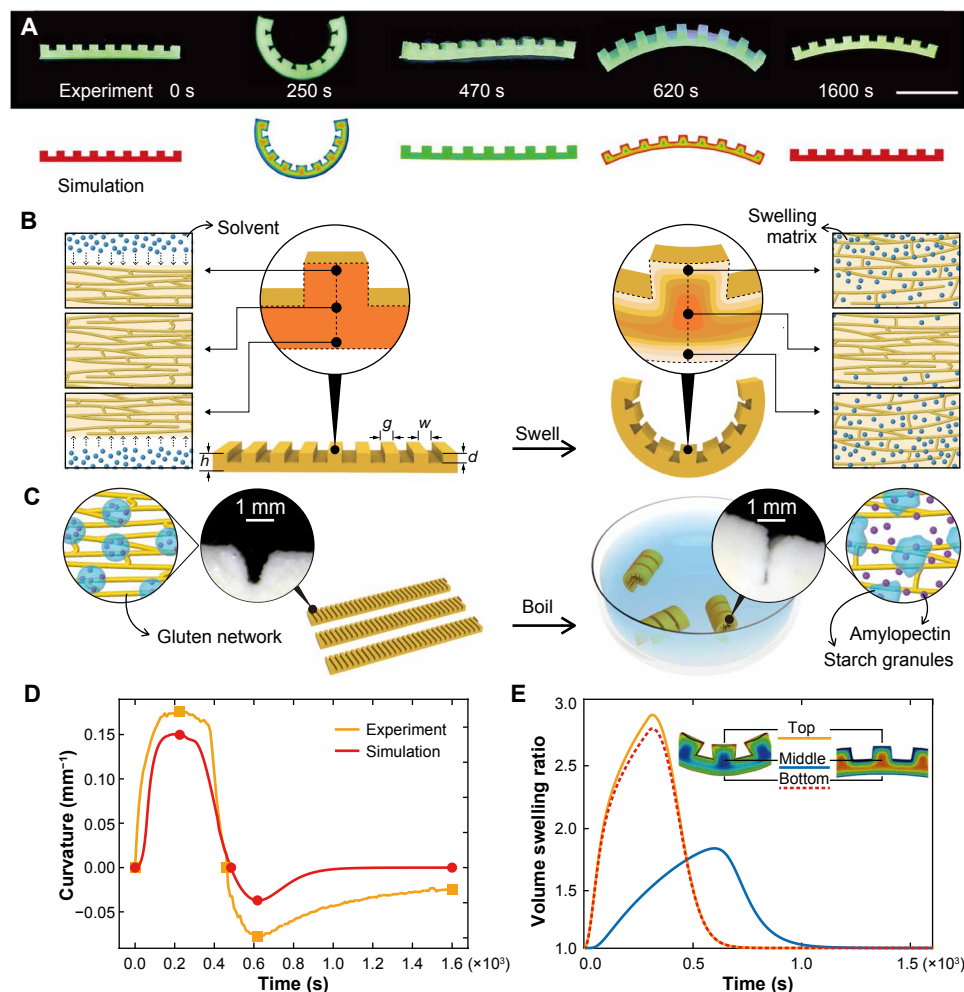 A
Experiment 0 s 250 s 470 s 620 s 1600 s
Simulation
B
Solvent
Swelling
matrix
g w
h d
Swell
C
1 mm 1 mm
Gluten network
Boil
Amylopectin
Starch granules
D
Experiment
Simulation
0.15
0.10
0.05
0.00
−0.05
Curvature (mm⁻¹)
0.0 0.2 0.4 0.6 0.8 1.0 1.2 1.4 1.6 (×10³)
Time (s)
E
3.0
2.5
2.0
1.5
1.0
Volume swelling ratio
Top
Middle
Bottom
0.0 0.5 1.0 1.5 (×10³)
Time (s)